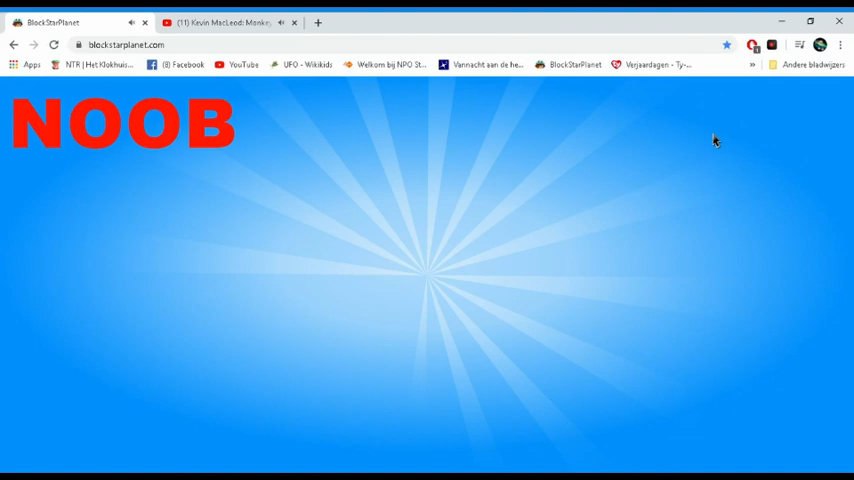 BlockStarPlanet
(11) Kevin MacLeod: Monkey
blockstarplanet.com
1
Apps
NTR | Het Klokhuis...
(8) Facebook
YouTube
UFO - Wikikids
Welkom bij NPO St...
Vannacht aan de he...
BlockStarPlanet
Verjaardagen - Ty-...
»
Andere bladwijzers
NOOB